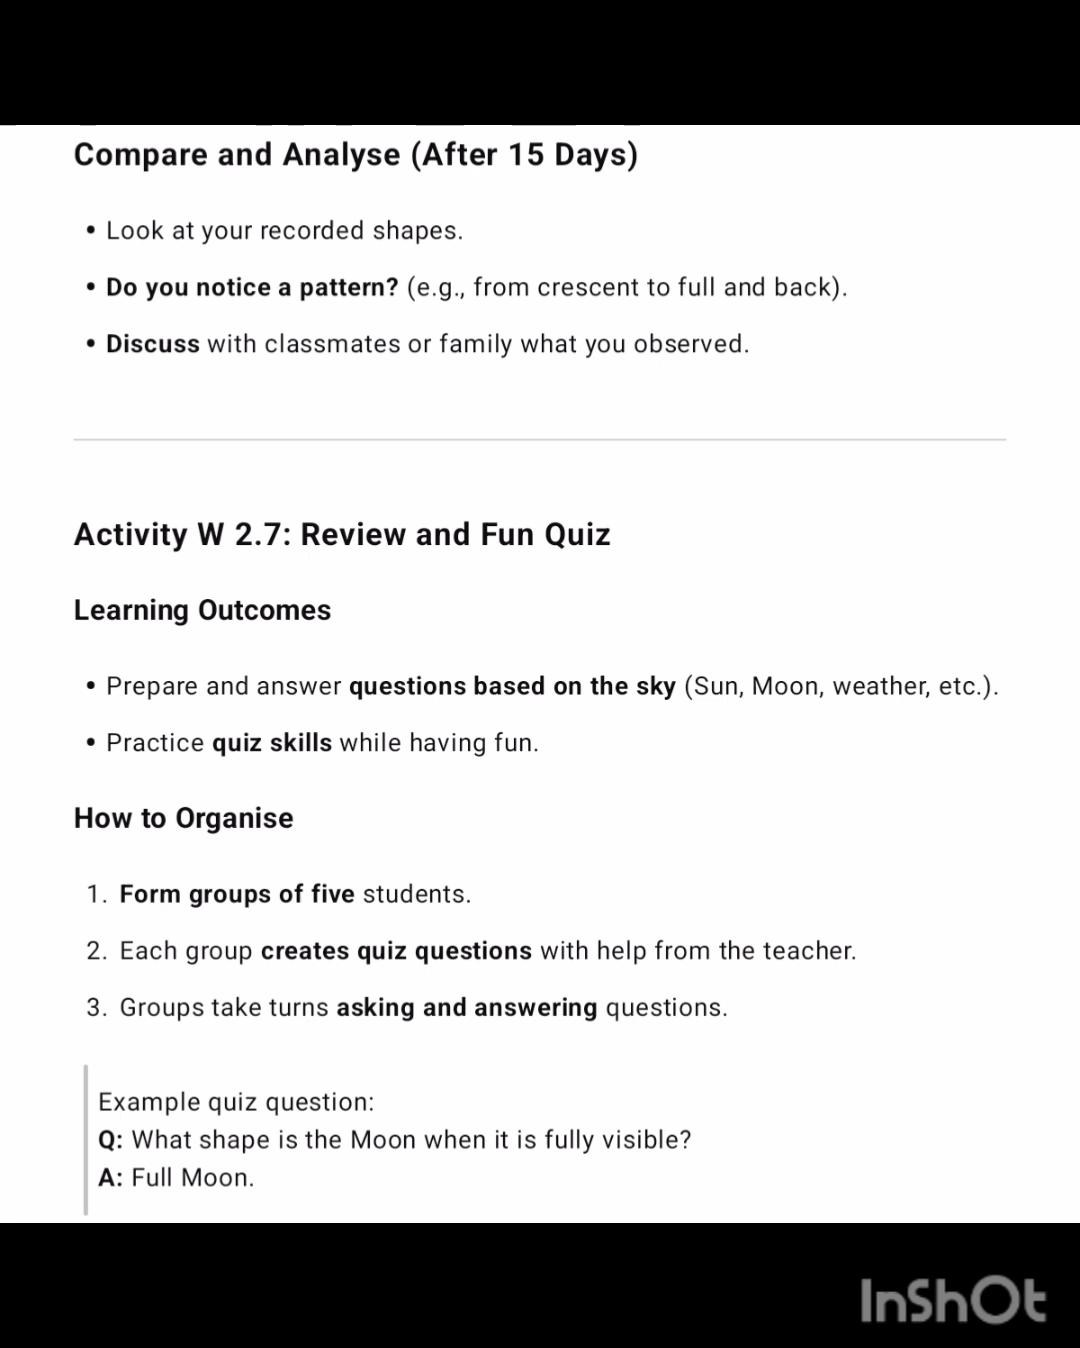 Compare and Analyse (After 15 Days)
• Look at your recorded shapes.
• Do you notice a pattern? (e.g., from crescent to full and back).
• Discuss with classmates or family what you observed.
Activity W 2.7: Review and Fun Quiz
Learning Outcomes
• Prepare and answer questions based on the sky (Sun, Moon, weather, etc.).
• Practice quiz skills while having fun.
How to Organise
1. Form groups of five students.
2. Each group creates quiz questions with help from the teacher.
3. Groups take turns asking and answering questions.
Example quiz question:
Q: What shape is the Moon when it is fully visible?
A: Full Moon.
InShOt